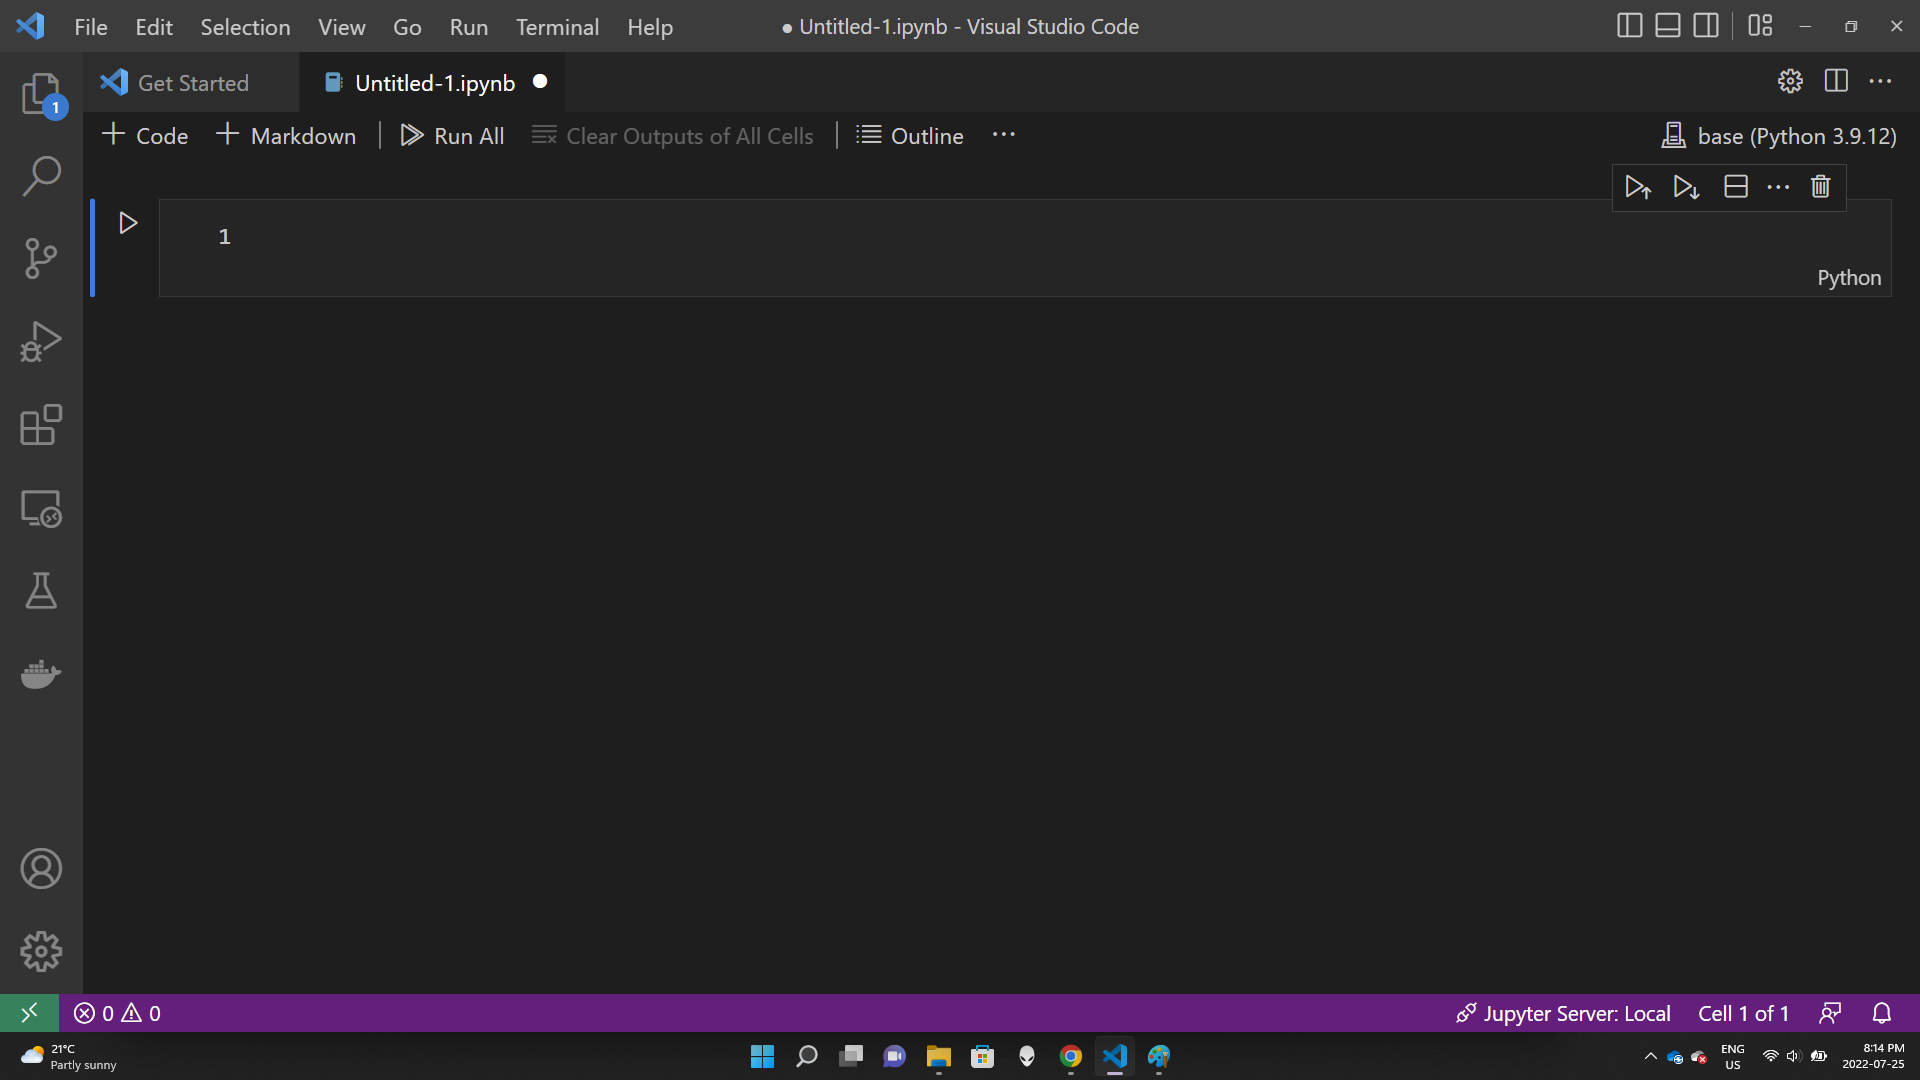 File Edit Selection View Go Run Terminal Help
● Untitled-1.ipynb - Visual Studio Code
Get Started
Untitled-1.ipynb ●
1
+ Code + Markdown | Run All Clear Outputs of All Cells | Outline ···
base (Python 3.9.12)
1
Python
0 0
Jupyter Server: Local Cell 1 of 1
21°C
Partly sunny
ENG
US
8:14 PM
2022-07-25